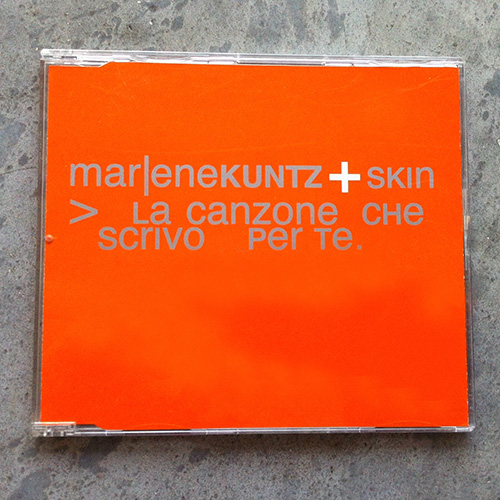 mar|eneKUNTZ + SKIn
> La canzone CHe
scrivo Per Te.